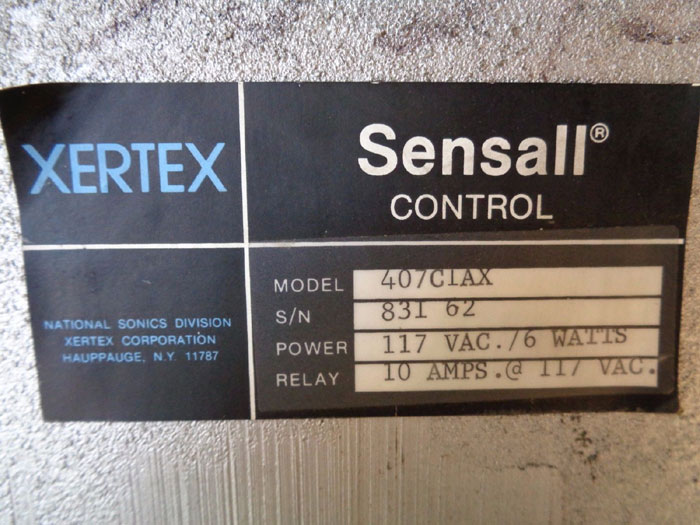 XERTEX
Sensall®
CONTROL
NATIONAL SONICS DIVISION
XERTEX CORPORATION
HAUPPAUGE, N.Y. 11787
MODEL 407C1AX
S/N 831 62
POWER 117 VAC./6 WATTS
RELAY 10 AMPS.@ 117 VAC.